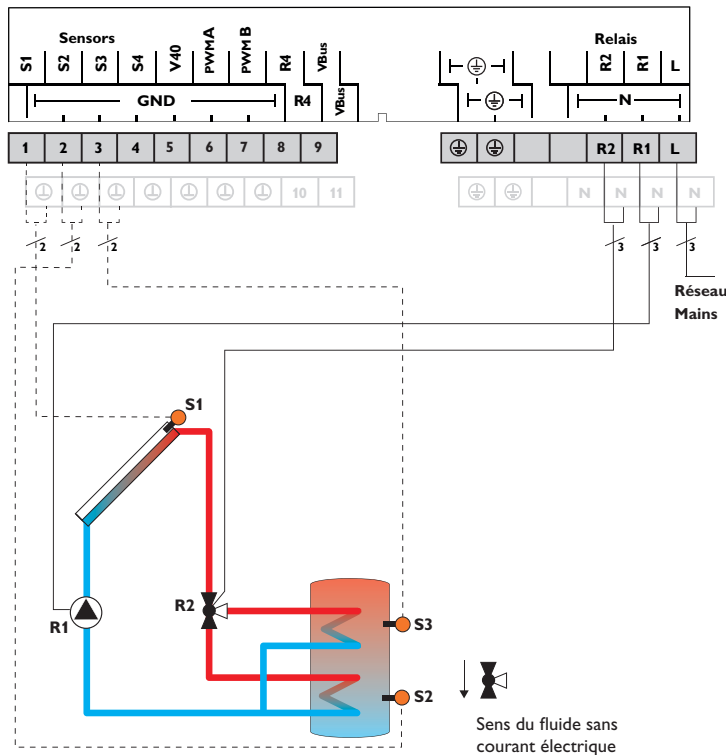 Sensors
Relais
S1 S2 S3 S4 V40 PWMA PWM B R4 VBus
R2 R1 L
GND R4 VBus
N
1 2 3 4 5 6 7 8 9
R2 R1 L
10 11
N N N N
2 2 2
3 3 3
Réseau
Mains
S1
R2
R1
S3
S2
Sens du fluide sans
courant électrique